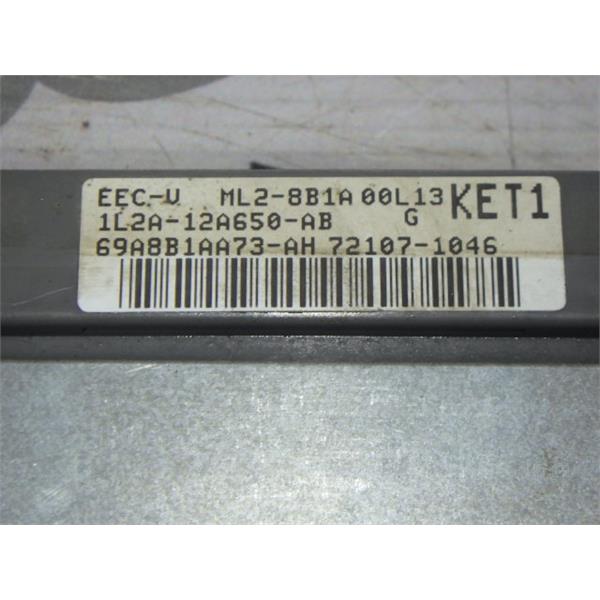 EEC-V ML2-8B1A 00L13 KET1
1L2A-12A650-AB G
69A8B1AA73-AH 72107-1046